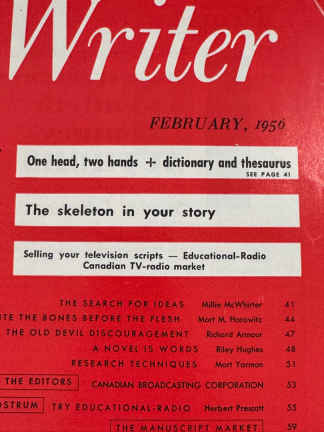 Writer
FEBRUARY, 1956
One head, two hands + dictionary and thesaurus
SEE PAGE 41
The skeleton in your story
Selling your television scripts — Educational-Radio
Canadian TV-radio market
THE SEARCH FOR IDEAS Millie McWhirter 41
THE BONES BEFORE THE FLESH Mort M. Horowitz 44
THE OLD DEVIL DISCOURAGEMENT Richard Armour 47
A NOVEL IS WORDS Riley Hughes 48
RESEARCH TECHNIQUES Mort Yarmon 51
THE EDITORS CANADIAN BROADCASTING CORPORATION 53
OSTRUM TRY EDUCATIONAL-RADIO Herbert Prescott 55
THE MANUSCRIPT MARKET 59